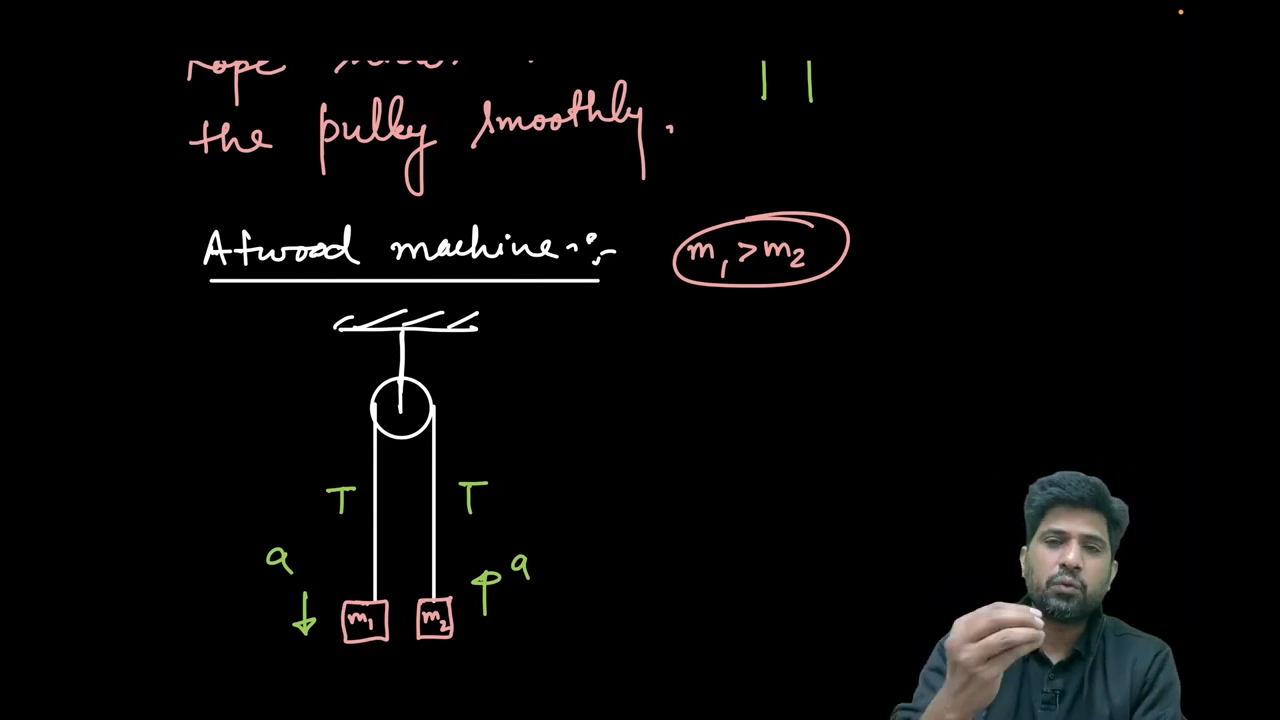 the pulley smoothly.
Atwood machine:-
m₁ > m₂
T T
a a
m₁ m₂